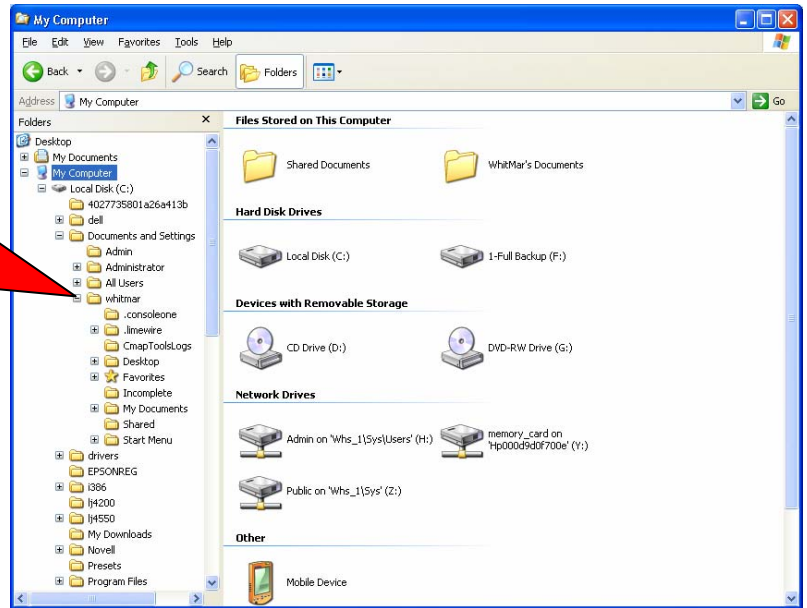 My Computer
File Edit View Favorites Tools Help
Back Search Folders
Address My Computer Go
Folders
Desktop
My Documents
My Computer
Local Disk (C:)
4027735801a26a413b
dell
Documents and Settings
Admin
Administrator
All Users
whitmar
.consoleone
.limewire
CmapToolsLogs
Desktop
Favorites
Incomplete
My Documents
Shared
Start Menu
drivers
EPSONREG
i386
lj4200
lj4550
My Downloads
Novell
Presets
Program Files
Files Stored on This Computer
Shared Documents
WhitMar's Documents
Hard Disk Drives
Local Disk (C:)
1-Full Backup (F:)
Devices with Removable Storage
CD Drive (D:)
DVD-RW Drive (G:)
Network Drives
Admin on 'Whs_1\Sys\Users' (H:)
memory_card on
'Hp000d9d0f700e' (Y:)
Public on 'Whs_1\Sys' (Z:)
Other
Mobile Device